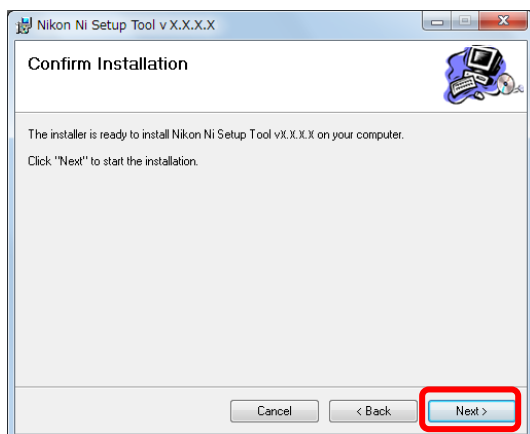 Nikon Ni Setup Tool v X.X.X.X
Confirm Installation
The installer is ready to install Nikon Ni Setup Tool vX.X.X.X on your computer.
Click "Next" to start the installation.
Cancel
< Back
Next >